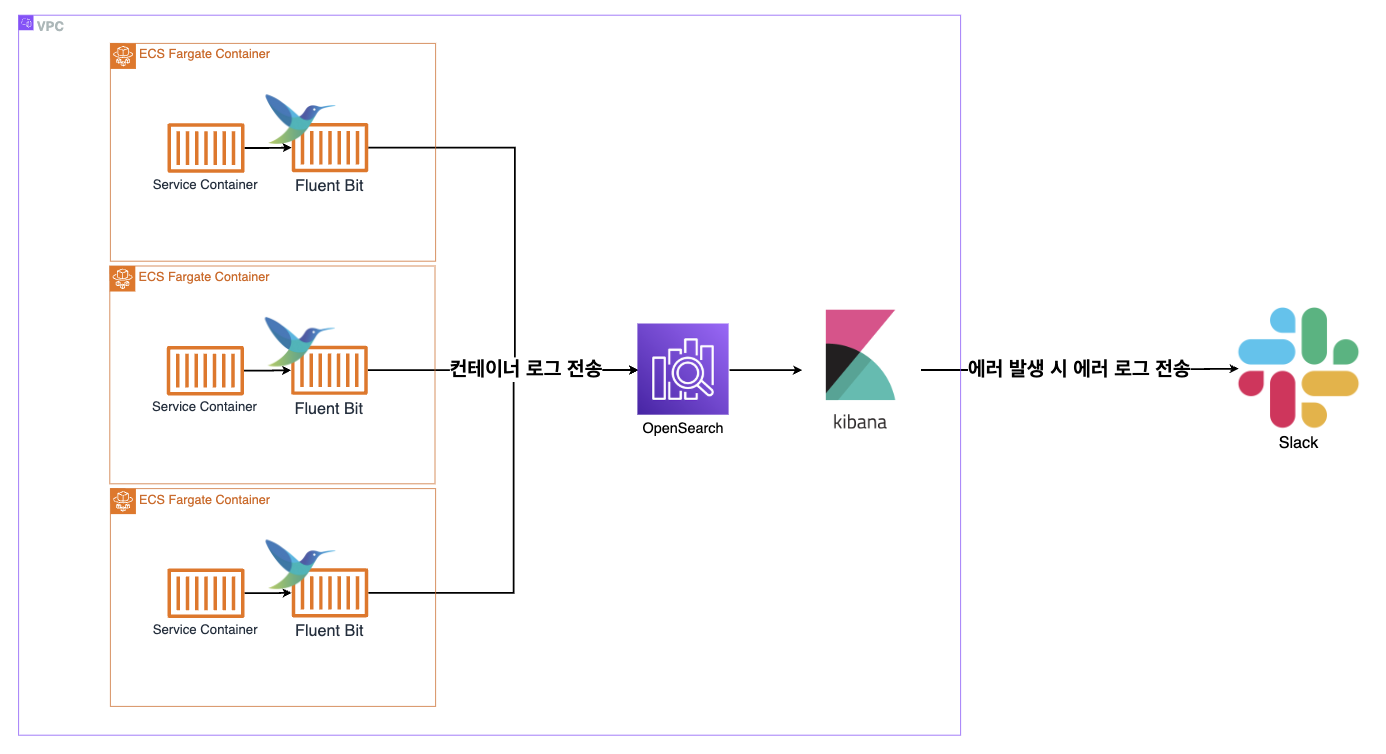 VPC
ECS Fargate Container
Service Container
Fluent Bit
ECS Fargate Container
Service Container
Fluent Bit
컨테이너 로그 전송
OpenSearch
kibana
에러 발생 시 에러 로그 전송
Slack
ECS Fargate Container
Service Container
Fluent Bit